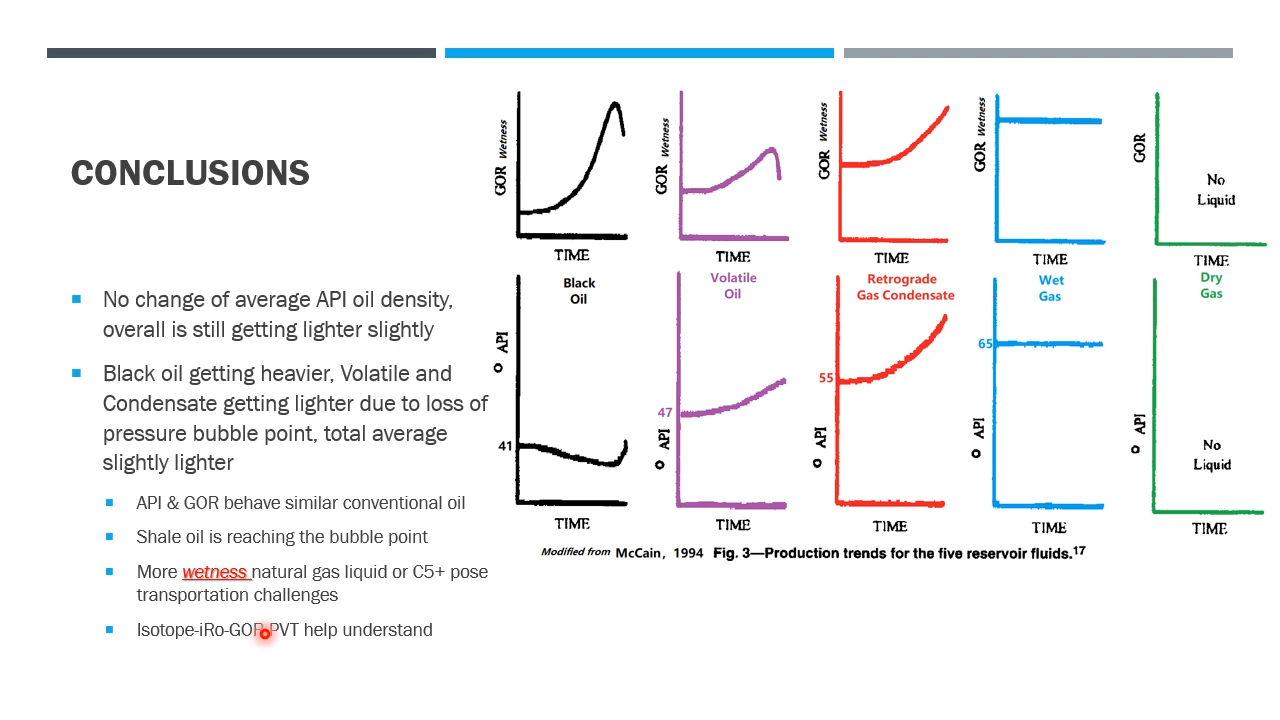 CONCLUSIONS
No change of average API oil density,
overall is still getting lighter slightly
Black oil getting heavier, Volatile and
Condensate getting lighter due to loss of
pressure bubble point, total average
slightly lighter
API & GOR behave similar conventional oil
Shale oil is reaching the bubble point
More wetness natural gas liquid or C5+ pose
transportation challenges
Isotope-iRo-GOR-PVT help understand
GOR Wetness
TIME
GOR Wetness
TIME
GOR Wetness
TIME
GOR Wetness
TIME
GOR
No
Liquid
TIME
Black
Oil
° API
41
TIME
Volatile
Oil
47
° API
TIME
Retrograde
Gas Condensate
55
° API
TIME
Wet
Gas
65
° API
TIME
Dry
Gas
° API
No
Liquid
TIME
Modified from McCain, 1994 Fig. 3—Production trends for the five reservoir fluids.17